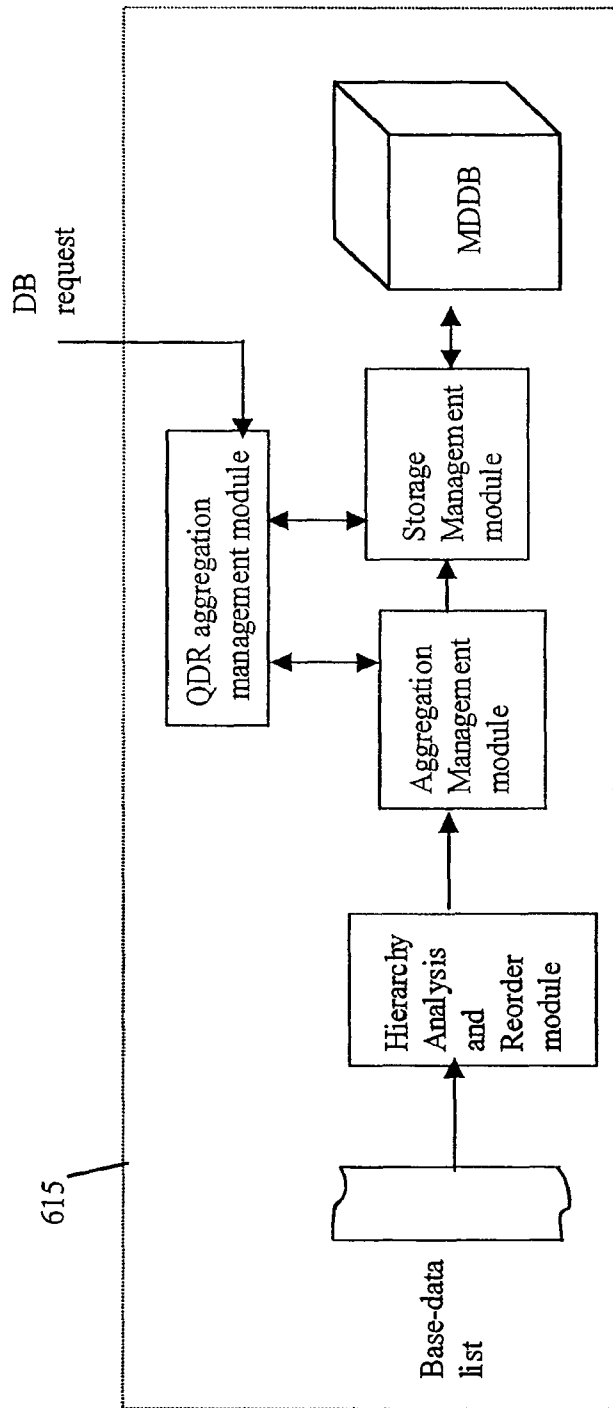 615
DB
request
QDR aggregation
management module
Base-data
list
Hierarchy
Analysis
and
Reorder
module
Aggregation
Management
module
Storage
Management
module
MDDB